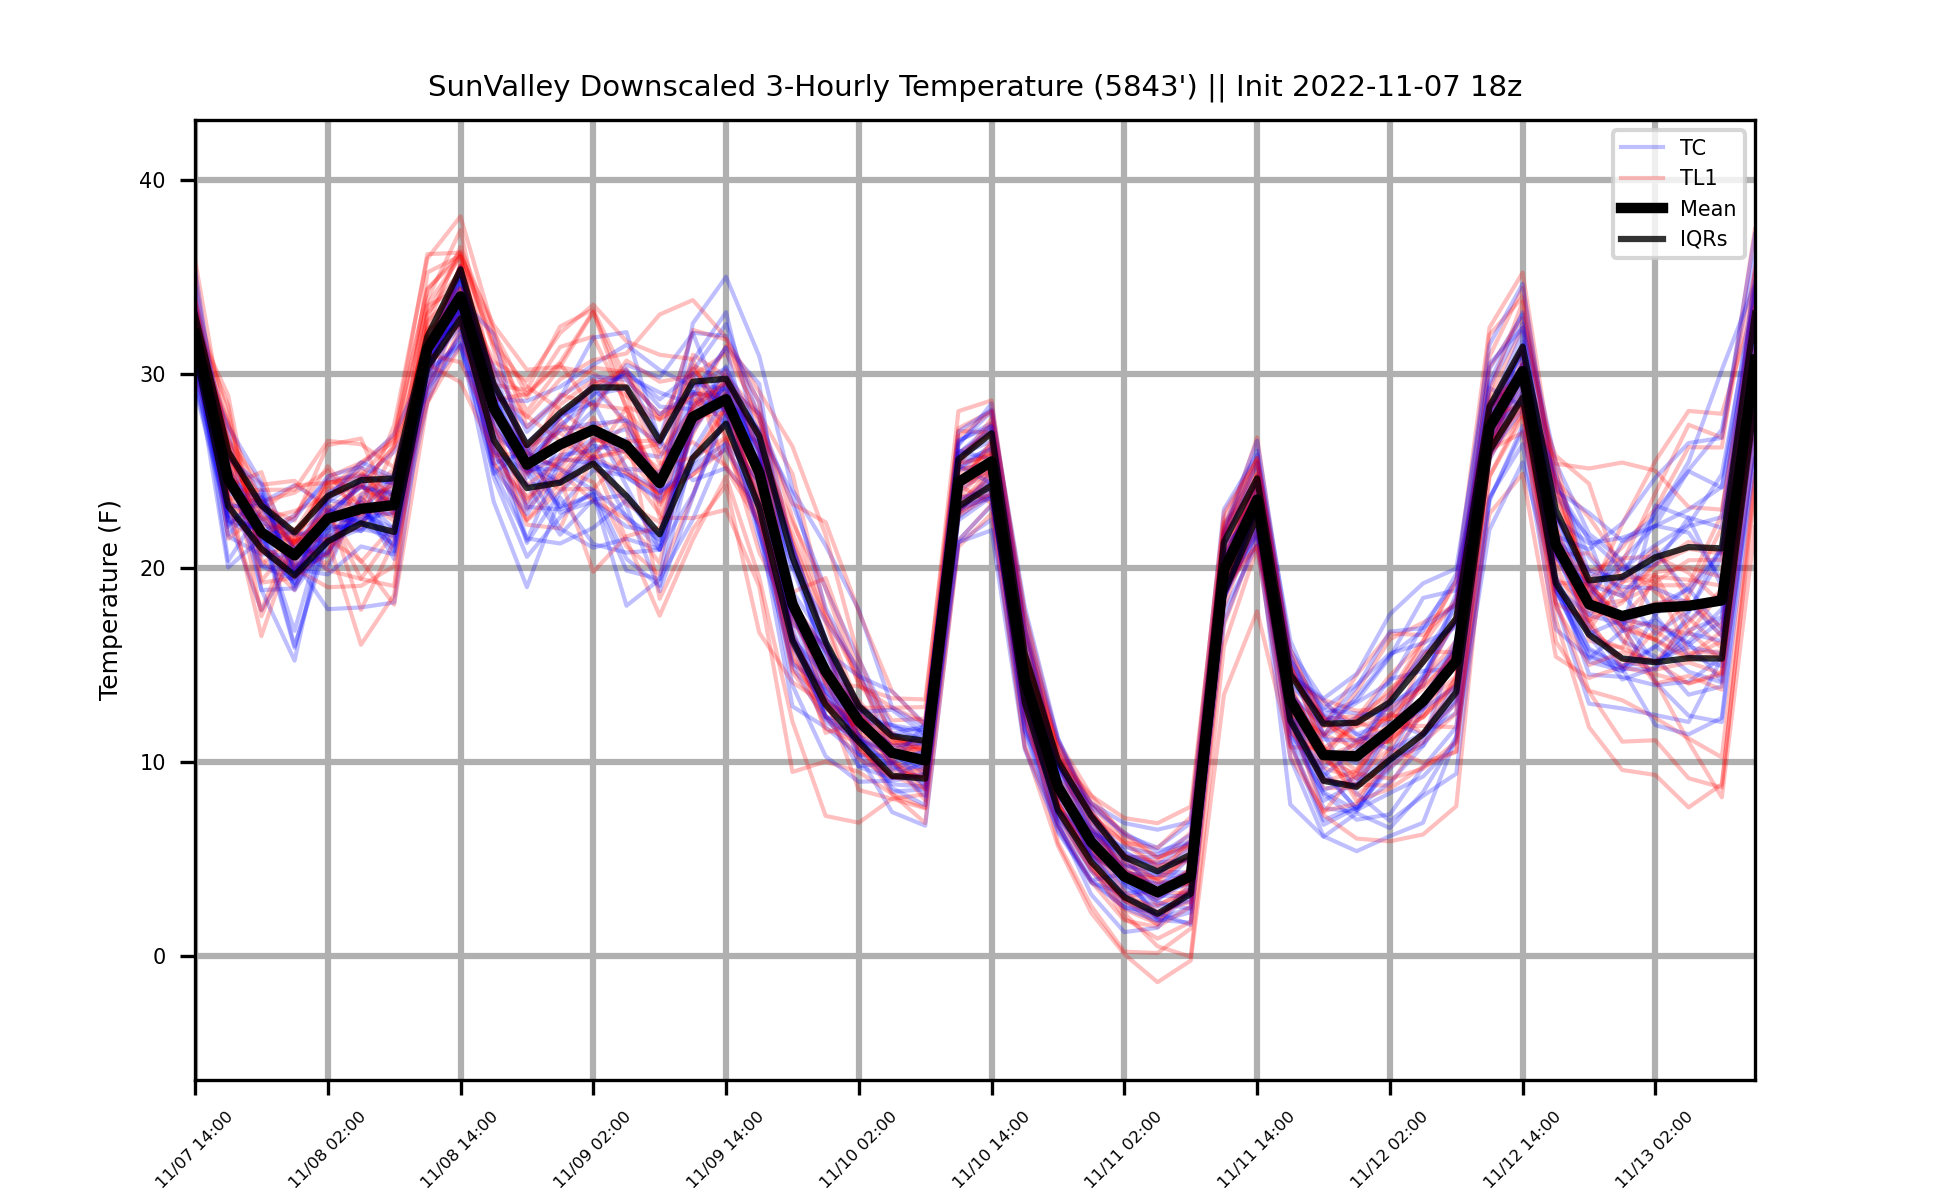 SunValley Downscaled 3-Hourly Temperature (5843') || Init 2022-11-07 18z
TC
TL1
Mean
IQRs
Temperature (F)
40
30
20
10
0
11/07 14:00
11/08 02:00
11/08 14:00
11/09 02:00
11/09 14:00
11/10 02:00
11/10 14:00
11/11 02:00
11/11 14:00
11/12 02:00
11/12 14:00
11/13 02:00